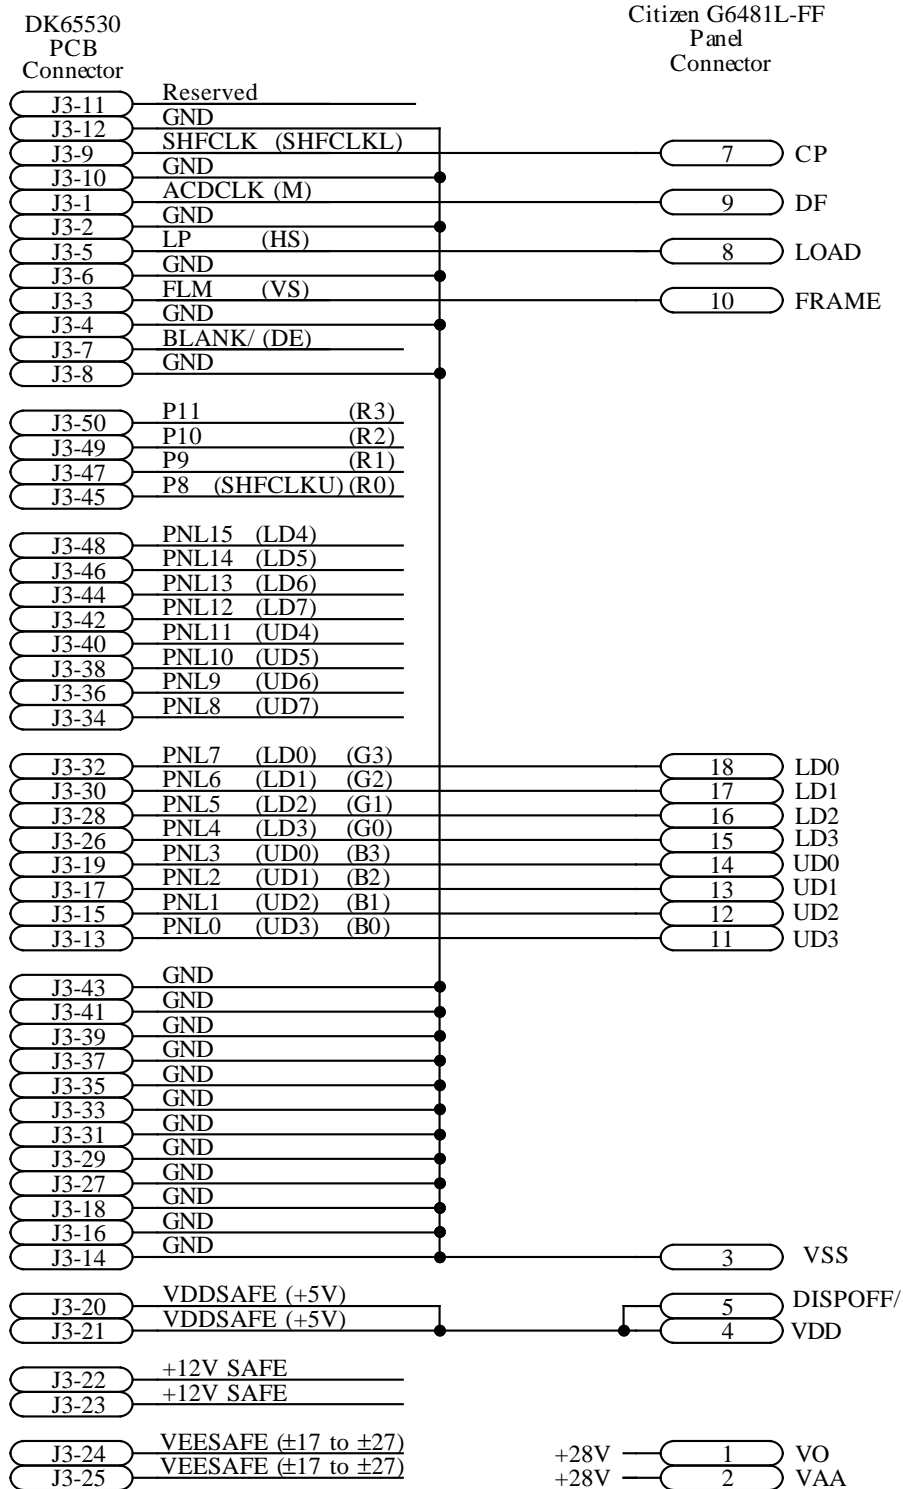 DK65530
PCB
Connector
Citizen G6481L-FF
Panel
Connector
J3-11 Reserved
J3-12 GND
J3-9 SHFCLK (SHFCLKL) 7 CP
J3-10 GND
J3-1 ACDCLK (M) 9 DF
J3-2 GND
J3-5 LP (HS) 8 LOAD
J3-6 GND
J3-3 FLM (VS) 10 FRAME
J3-4 GND
J3-7 BLANK/ (DE)
J3-8 GND
J3-50 P11 (R3)
J3-49 P10 (R2)
J3-47 P9 (R1)
J3-45 P8 (SHFCLKU) (R0)
J3-48 PNL15 (LD4)
J3-46 PNL14 (LD5)
J3-44 PNL13 (LD6)
J3-42 PNL12 (LD7)
J3-40 PNL11 (UD4)
J3-38 PNL10 (UD5)
J3-36 PNL9 (UD6)
J3-34 PNL8 (UD7)
J3-32 PNL7 (LD0) (G3) 18 LD0
J3-30 PNL6 (LD1) (G2) 17 LD1
J3-28 PNL5 (LD2) (G1) 16 LD2
J3-26 PNL4 (LD3) (G0) 15 LD3
J3-19 PNL3 (UD0) (B3) 14 UD0
J3-17 PNL2 (UD1) (B2) 13 UD1
J3-15 PNL1 (UD2) (B1) 12 UD2
J3-13 PNL0 (UD3) (B0) 11 UD3
J3-43 GND
J3-41 GND
J3-39 GND
J3-37 GND
J3-35 GND
J3-33 GND
J3-31 GND
J3-29 GND
J3-27 GND
J3-18 GND
J3-16 GND
J3-14 GND 3 VSS
J3-20 VDDSAFE (+5V) 5 DISPOFF/
J3-21 VDDSAFE (+5V) 4 VDD
J3-22 +12V SAFE
J3-23 +12V SAFE
J3-24 VEESAFE (±17 to ±27) +28V 1 VO
J3-25 VEESAFE (±17 to ±27) +28V 2 VAA